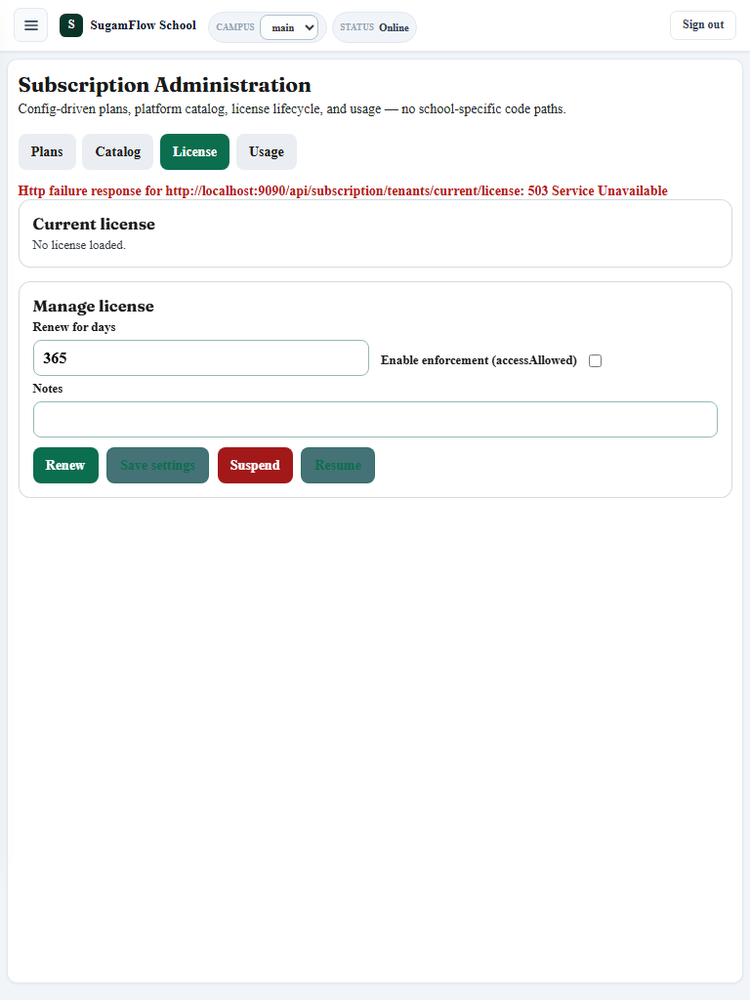 S SugamFlow School CAMPUS main STATUS Online Sign out
Subscription Administration
Config-driven plans, platform catalog, license lifecycle, and usage — no school-specific code paths.
Plans Catalog License Usage
Http failure response for http://localhost:9090/api/subscription/tenants/current/license: 503 Service Unavailable
Current license
No license loaded.
Manage license
Renew for days
365 Enable enforcement (accessAllowed)
Notes
Renew Save settings Suspend Resume